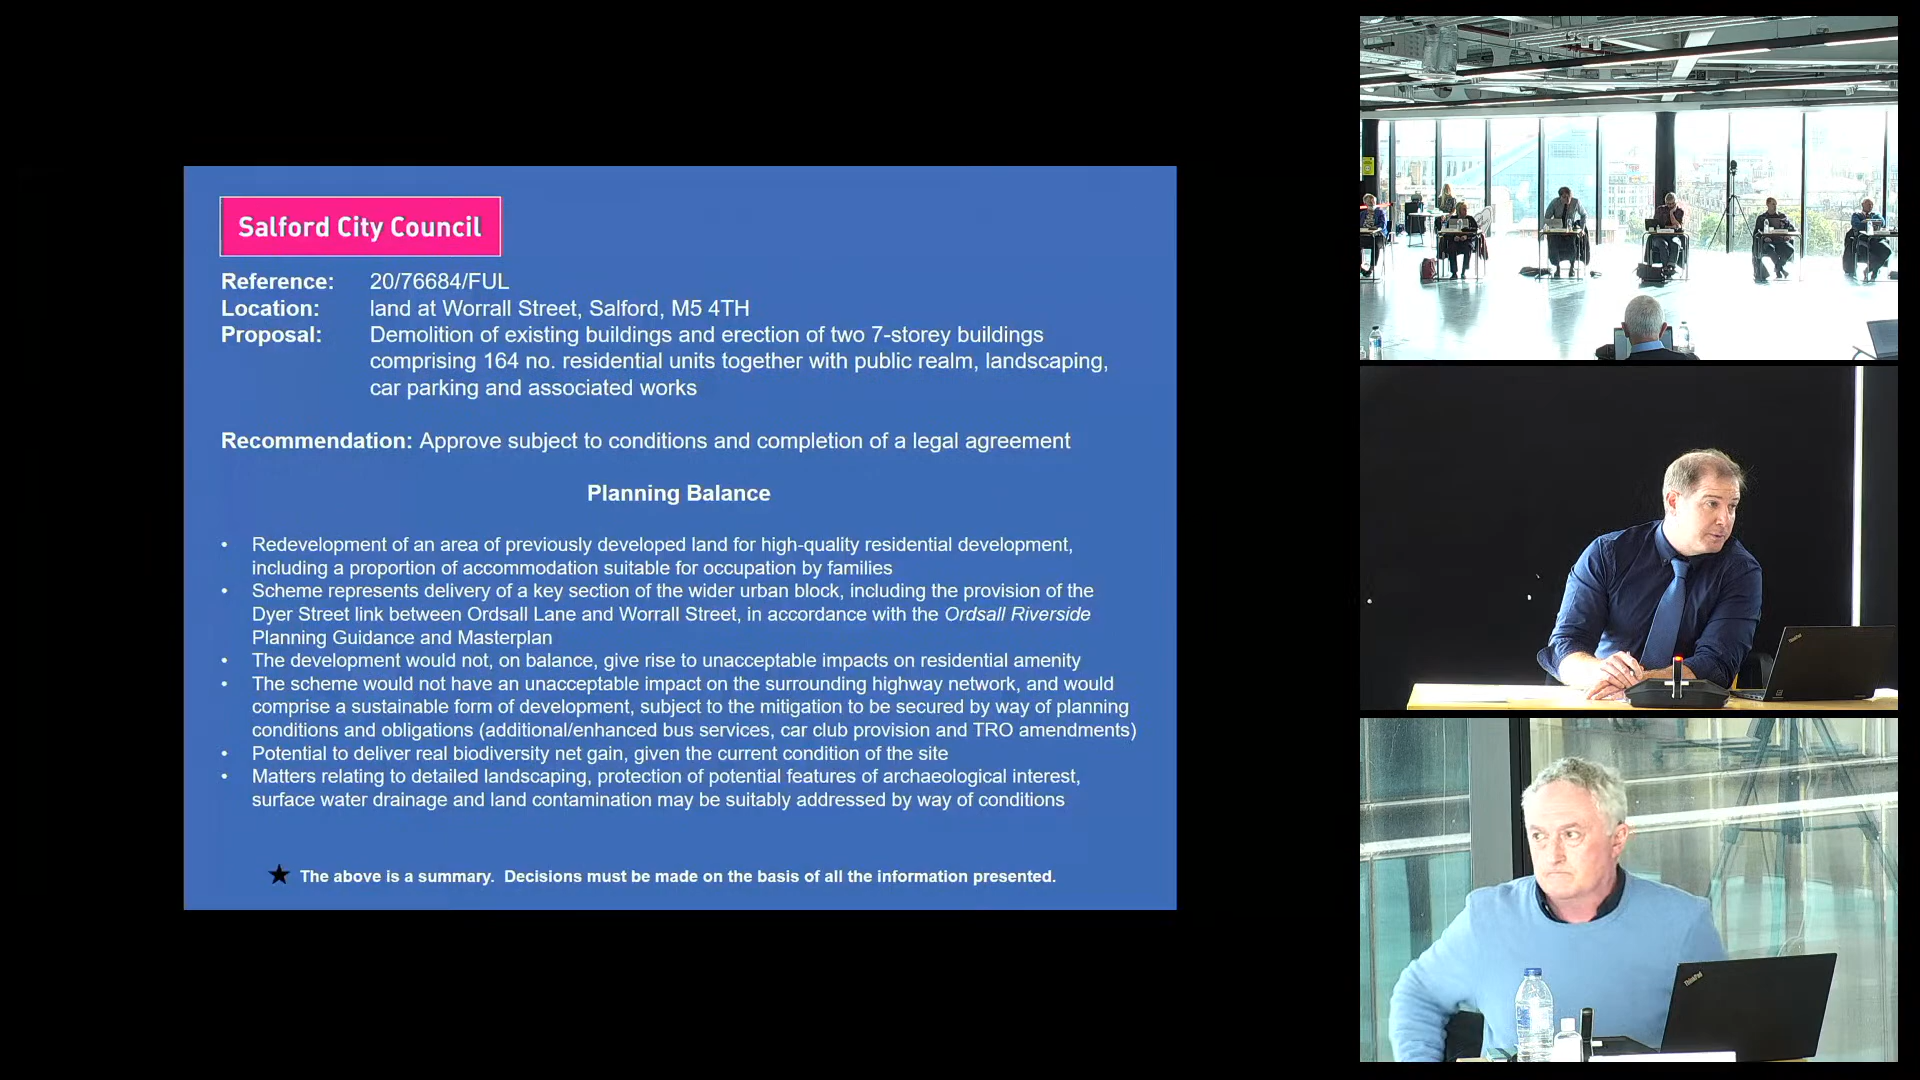 Salford City Council
Reference: 20/76684/FUL
Location: land at Worrall Street, Salford, M5 4TH
Proposal: Demolition of existing buildings and erection of two 7-storey buildings
comprising 164 no. residential units together with public realm, landscaping,
car parking and associated works
Recommendation: Approve subject to conditions and completion of a legal agreement
Planning Balance
• Redevelopment of an area of previously developed land for high-quality residential development,
including a proportion of accommodation suitable for occupation by families
• Scheme represents delivery of a key section of the wider urban block, including the provision of the
Dyer Street link between Ordsall Lane and Worrall Street, in accordance with the Ordsall Riverside
Planning Guidance and Masterplan
• The development would not, on balance, give rise to unacceptable impacts on residential amenity
• The scheme would not have an unacceptable impact on the surrounding highway network, and would
comprise a sustainable form of development, subject to the mitigation to be secured by way of planning
conditions and obligations (additional/enhanced bus services, car club provision and TRO amendments)
• Potential to deliver real biodiversity net gain, given the current condition of the site
• Matters relating to detailed landscaping, protection of potential features of archaeological interest,
surface water drainage and land contamination may be suitably addressed by way of conditions
★ The above is a summary. Decisions must be made on the basis of all the information presented.
ThinkPad
ThinkPad